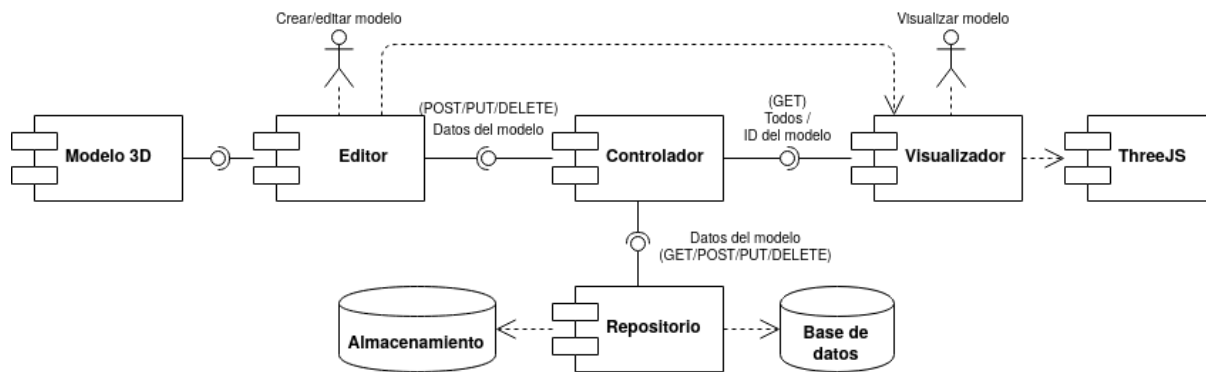 Crear/editar modelo
Visualizar modelo
(POST/PUT/DELETE)
Datos del modelo
(GET)
Todos /
ID del modelo
Modelo 3D
Editor
Controlador
Visualizador
ThreeJS
Datos del modelo
(GET/POST/PUT/DELETE)
Almacenamiento
Repositorio
Base de
datos